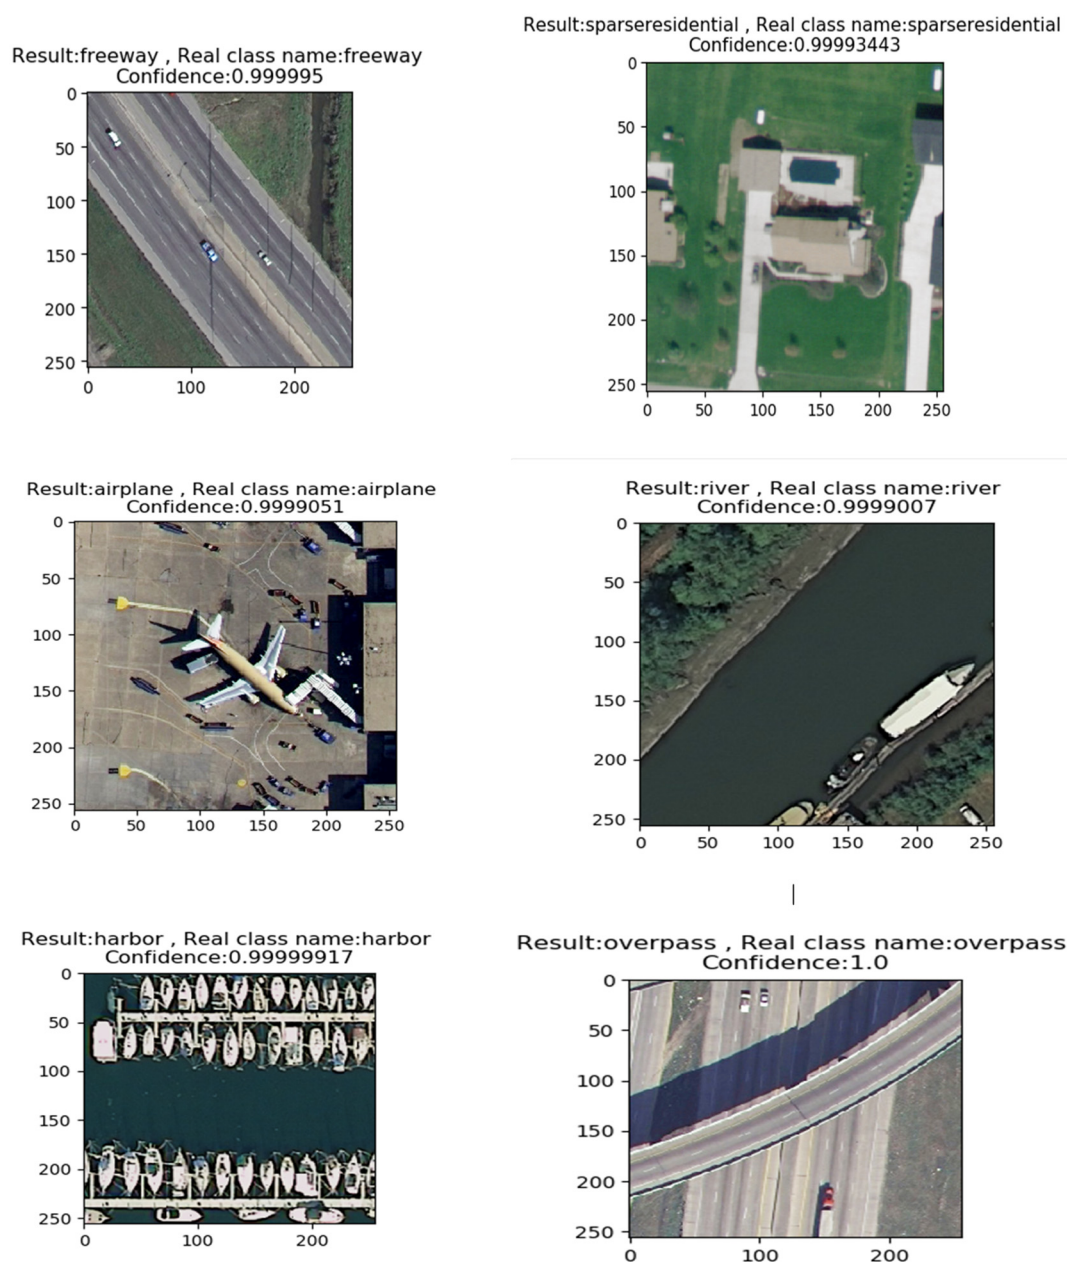 Result:freeway , Real class name:freeway
Confidence:0.999995
0
50
100
150
200
250
0 100 200
Result:sparseresidential , Real class name:sparseresidential
Confidence:0.99993443
0
50
100
150
200
250
0 50 100 150 200 250
Result:airplane , Real class name:airplane
Confidence:0.9999051
0
50
100
150
200
250
0 50 100 150 200 250
Result:river , Real class name:river
Confidence:0.9999007
0
50
100
150
200
250
0 50 100 150 200 250
Result:harbor , Real class name:harbor
Confidence:0.99999917
0
50
100
150
200
250
0 100 200
Result:overpass , Real class name:overpass
Confidence:1.0
0
50
100
150
200
250
0 100 200